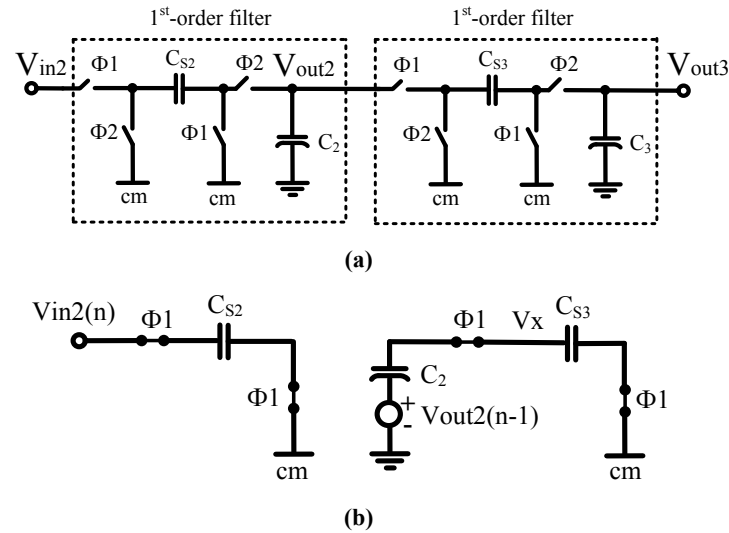 1st-order filter
1st-order filter
Vin2
Φ1
CS2
Φ2
Vout2
Φ1
CS3
Φ2
Vout3
Φ2
Φ1
C2
Φ2
Φ1
C3
cm
cm
cm
cm
(a)
Vin2(n)
Φ1
CS2
Φ1
Vx
CS3
Φ1
C2
Φ1
+
-
Vout2(n-1)
cm
cm
(b)